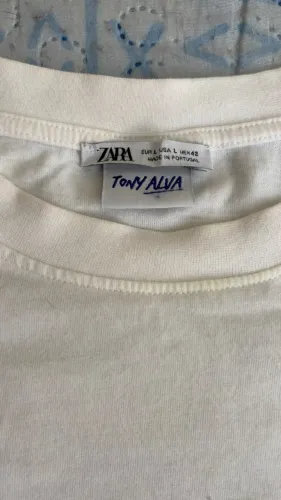 ZARA
EUR L USA L MEX 42
MADE IN PORTUGAL
TONY ALVA